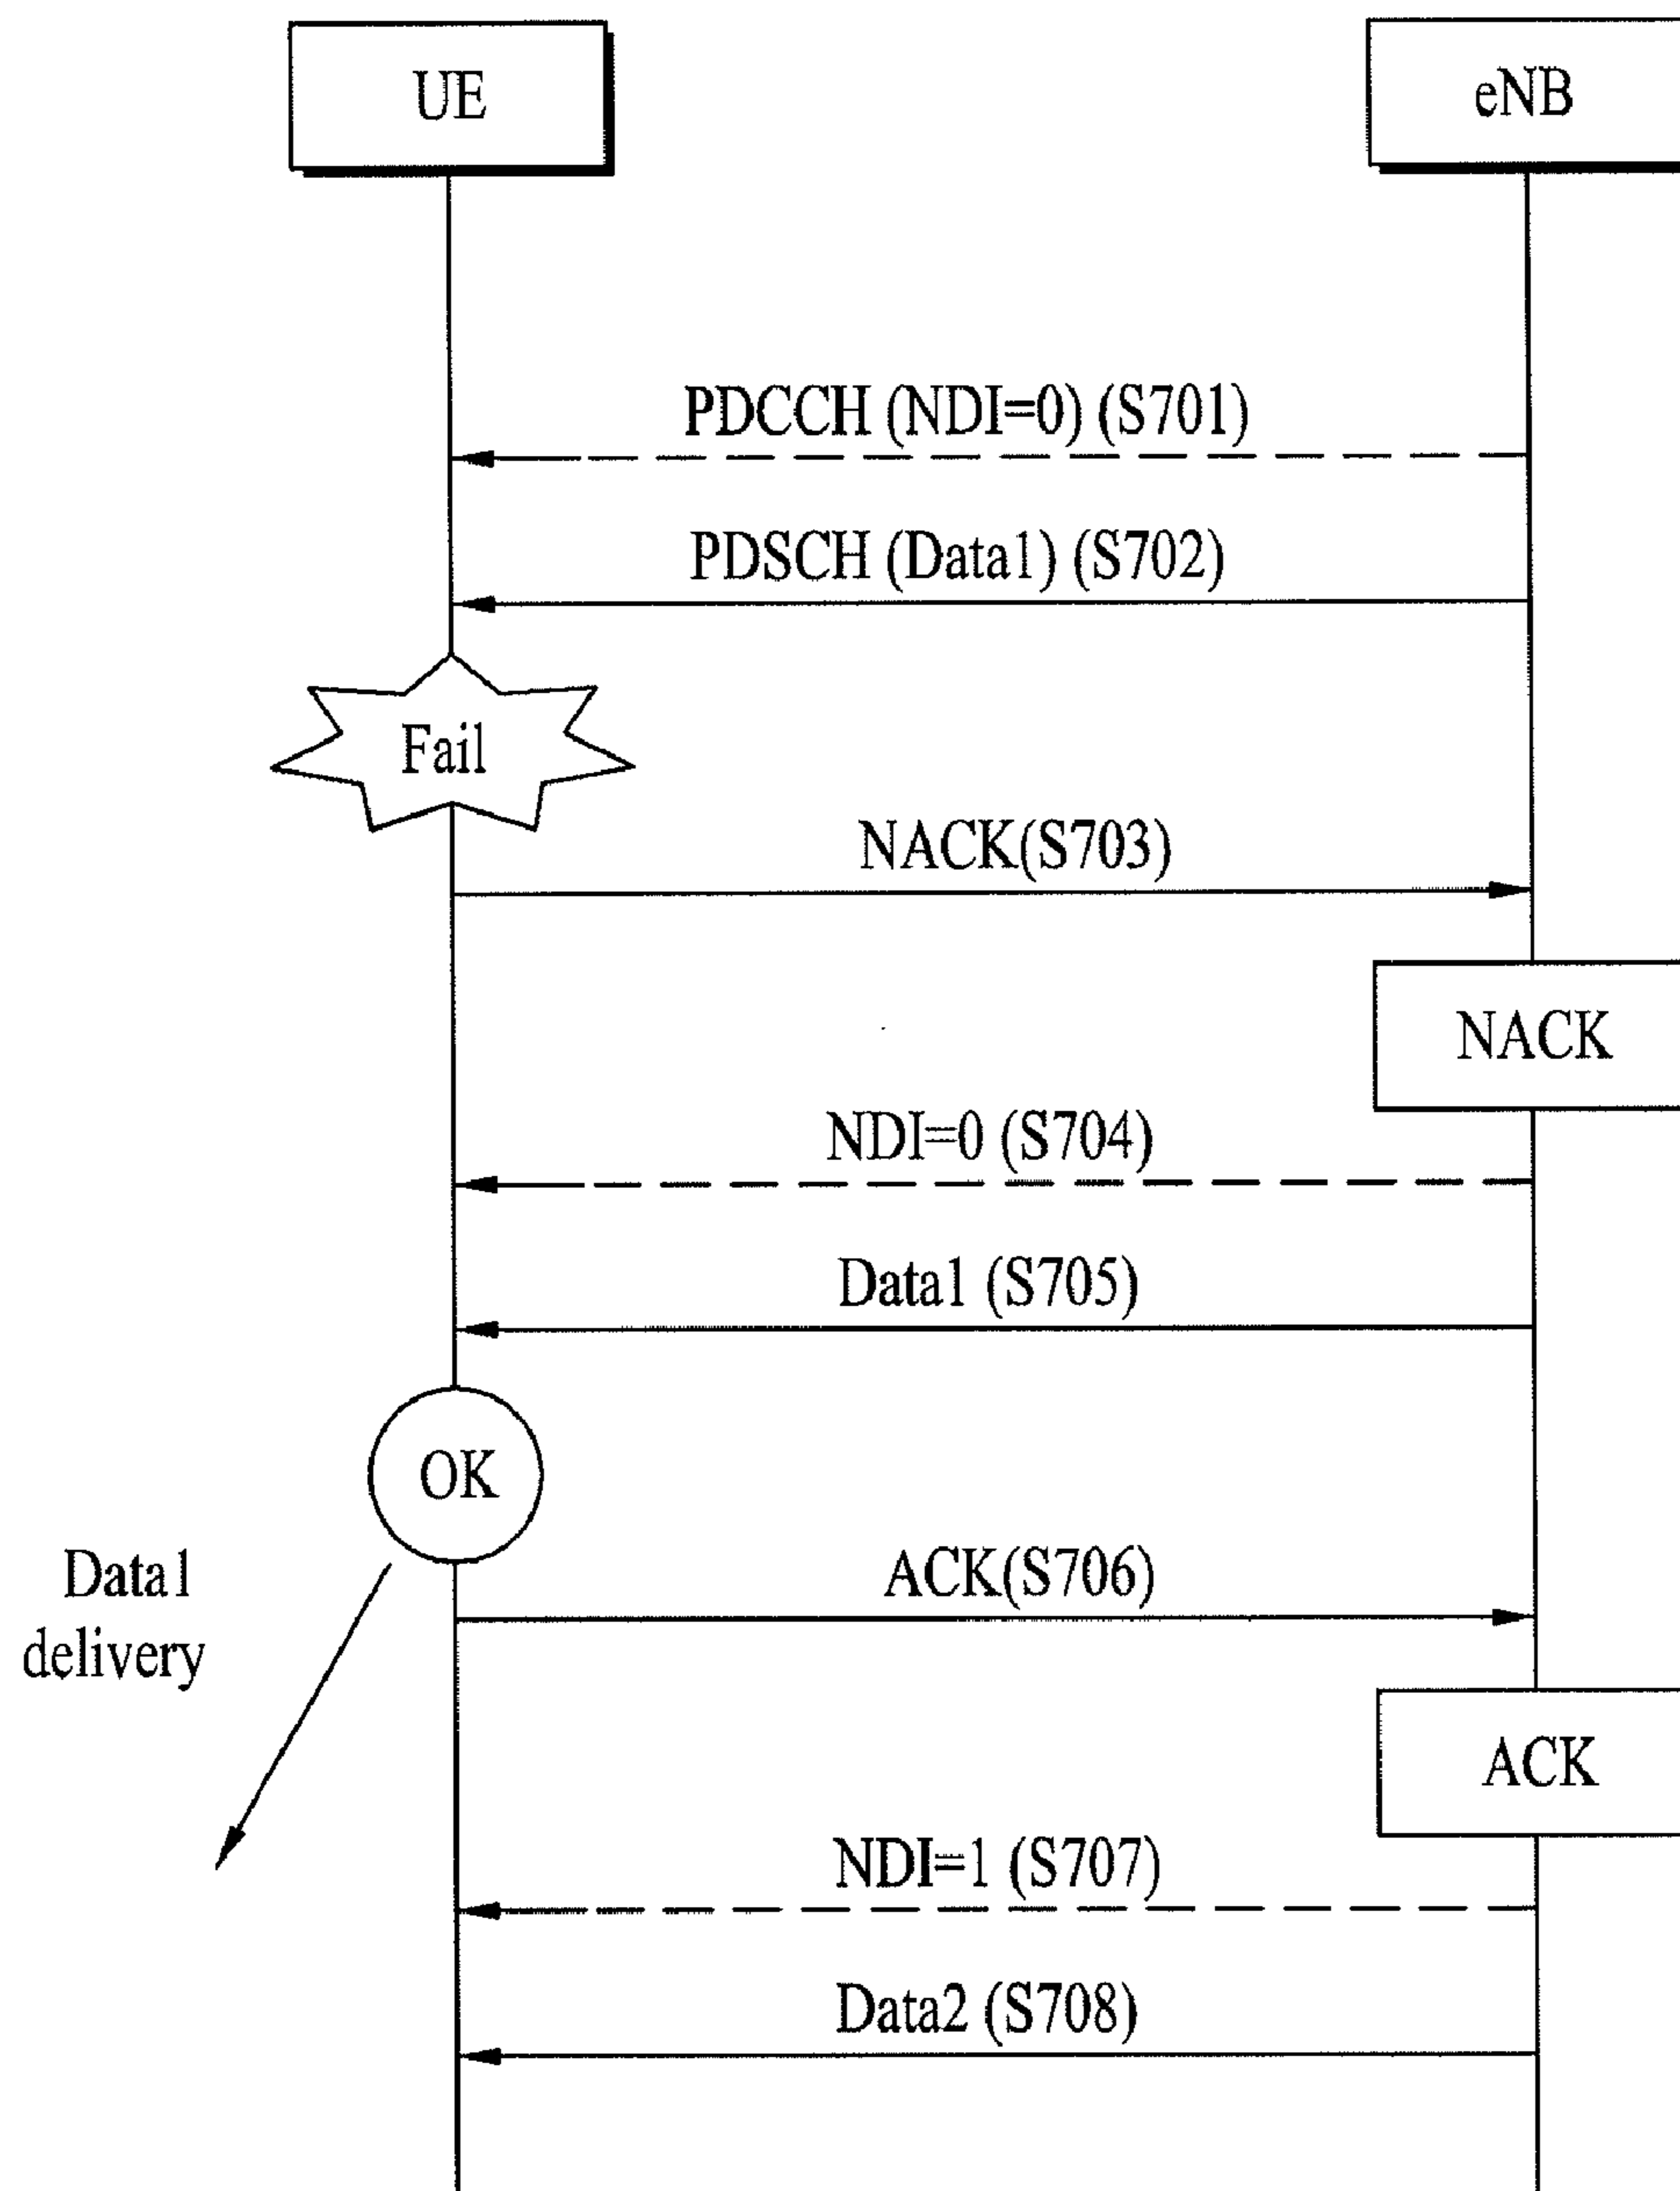 UE
eNB
PDCCH (NDI=0) (S701)
PDSCH (Data1) (S702)
Fail
NACK(S703)
NACK
NDI=0 (S704)
Data1 (S705)
OK
Data1
delivery
ACK(S706)
ACK
NDI=1 (S707)
Data2 (S708)